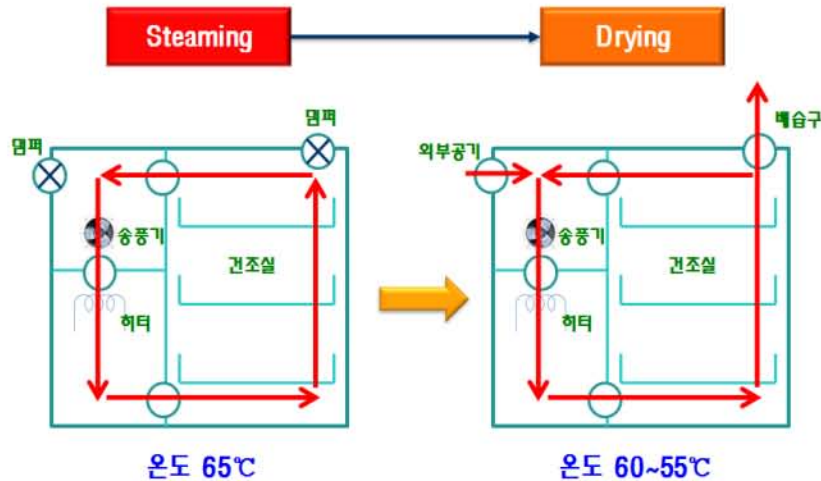 Steaming
Drying
댐퍼
댐퍼
송풍기
건조실
히터
온도 65℃
외부공기
배습구
송풍기
건조실
히터
온도 60~55℃